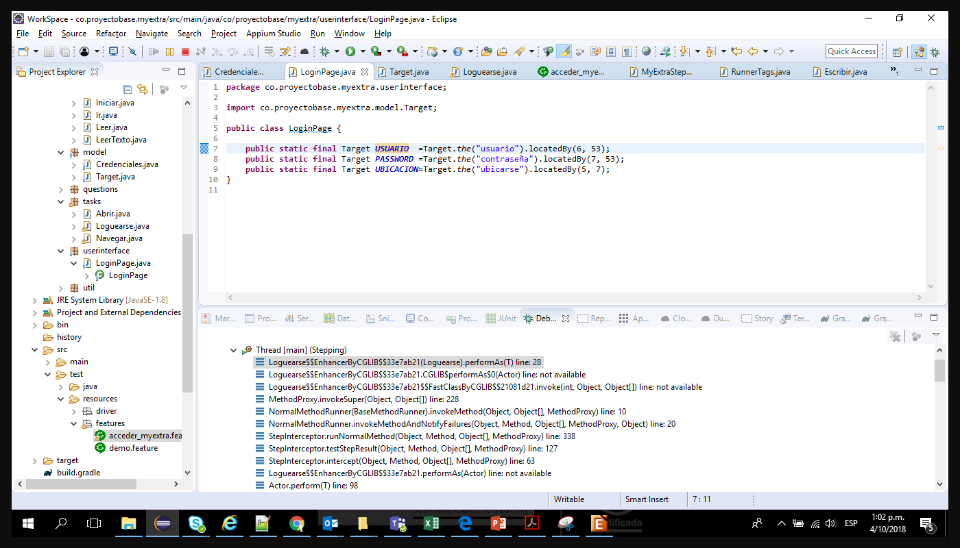 WorkSpace - co.proyectobase.myextra/src/main/java/co/proyectobase/myextra/userinterface/LoginPage.java - Eclipse
File Edit Source Refactor Navigate Search Project Appium Studio Run Window Help
Quick Access
Project Explorer
Iniciar.java
Ir.java
Leer.java
LeerTexto.java
model
Credenciales.java
Target.java
questions
tasks
Abrir.java
Loguearse.java
Navegar.java
userinterface
LoginPage.java
LoginPage
util
JRE System Library [JavaSE-1.8]
Project and External Dependencies
bin
history
src
main
test
java
resources
driver
features
acceder_myextra.fea
demo.feature
target
build.gradle
Credenciale... LoginPage.java Target.java Loguearse.java acceder_mye... MyExtraStep... RunnerTags.java Escribir.java »1
1 package co.proyectobase.myextra.userinterface;
2
3 import co.proyectobase.myextra.model.Target;
4
5 public class LoginPage {
6
7 public static final Target USUARIO =Target.the("usuario").locatedBy(6, 53);
8 public static final Target PASSWORD =Target.the("contraseña").locatedBy(7, 53);
9 public static final Target UBICACION=Target.the("ubicarse").locatedBy(5, 7);
10 }
11
Mar... Pro... Ser... Dat... Sni... Co... Pro... JUnit Deb... Rep... Ap... Clo... Du... Story Ter... Gra... Gra...
Thread [main] (Stepping)
Loguearse$$EnhancerByCGLIB$$33e7ab21(Loguearse).performAs(T) line: 28
Loguearse$$EnhancerByCGLIB$$33e7ab21.CGLIB$performAs$0(Actor) line: not available
Loguearse$$EnhancerByCGLIB$$33e7ab21$$FastClassByCGLIB$$21081d21.invoke(int, Object, Object[]) line: not available
MethodProxy.invokeSuper(Object, Object[]) line: 228
NormalMethodRunner(BaseMethodRunner).invokeMethod(Object, Object[], MethodProxy) line: 10
NormalMethodRunner.invokeMethodAndNotifyFailures(Object, Method, Object[], MethodProxy, Object) line: 20
StepInterceptor.runNormalMethod(Object, Method, Object[], MethodProxy) line: 338
StepInterceptor.testStepResult(Object, Method, Object[], MethodProxy) line: 127
StepInterceptor.intercept(Object, Method, Object[], MethodProxy) line: 63
Loguearse$$EnhancerByCGLIB$$33e7ab21.performAs(Actor) line: not available
Actor.perform(T) line: 98
Writable Smart Insert 7 : 11
ESP
1:02 p.m.
4/10/2018
5